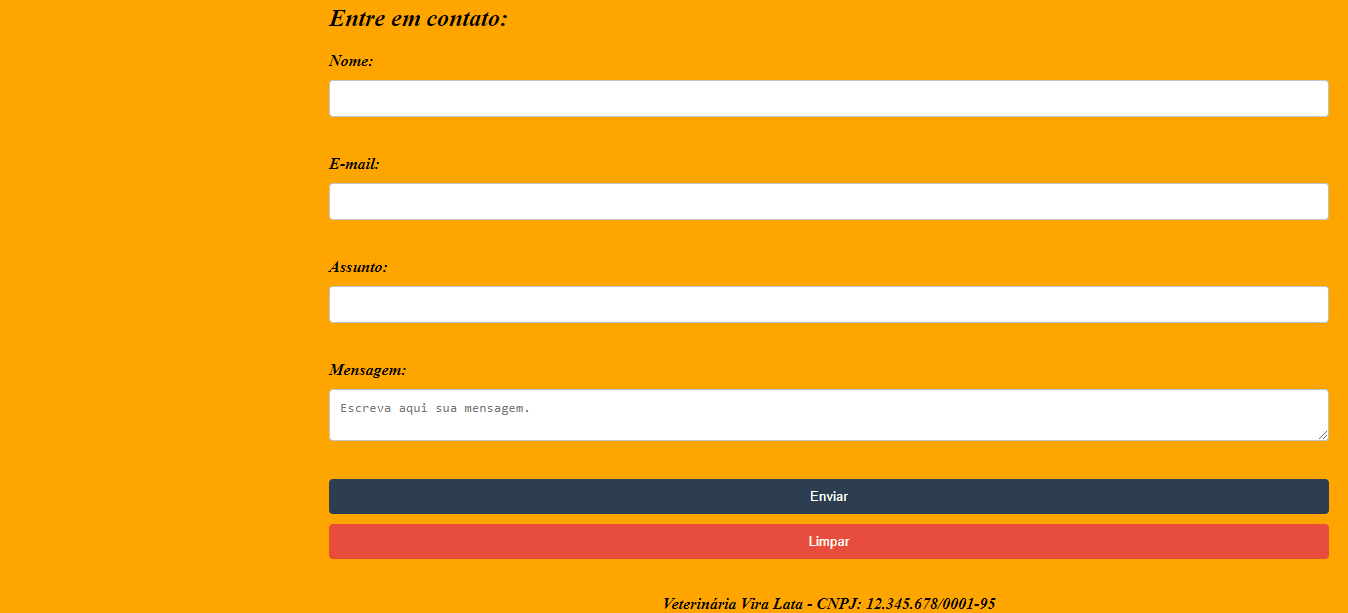 Entre em contato:
Nome:
E-mail:
Assunto:
Mensagem:
Escreva aqui sua mensagem.
Enviar
Limpar
Veterinária Vira Lata - CNPJ: 12.345.678/0001-95